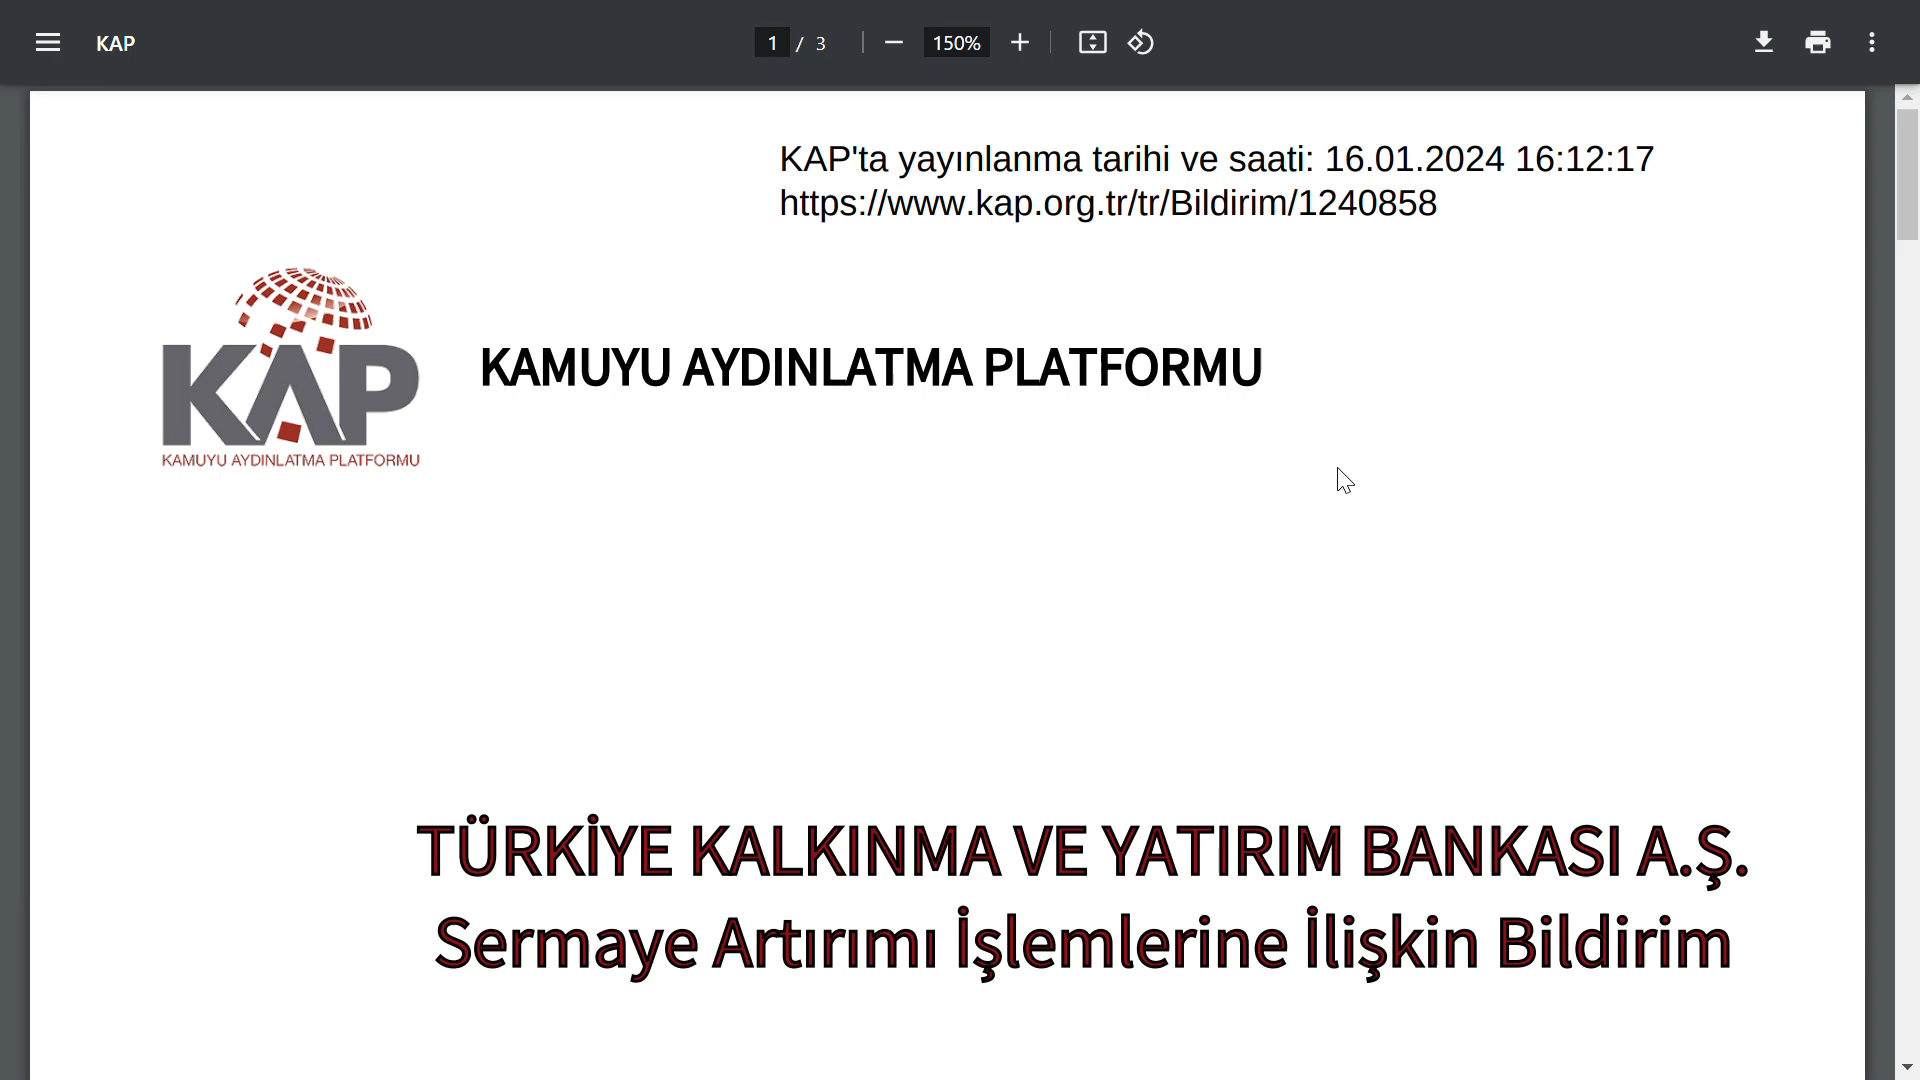 KAP
1 / 3
150%
KAP'ta yayınlanma tarihi ve saati: 16.01.2024 16:12:17
https://www.kap.org.tr/tr/Bildirim/1240858
KAP
KAMUYU AYDINLATMA PLATFORMU
KAMUYU AYDINLATMA PLATFORMU
TÜRKİYE KALKINMA VE YATIRIM BANKASI A.Ş.
Sermaye Artırımı İşlemlerine İlişkin Bildirim